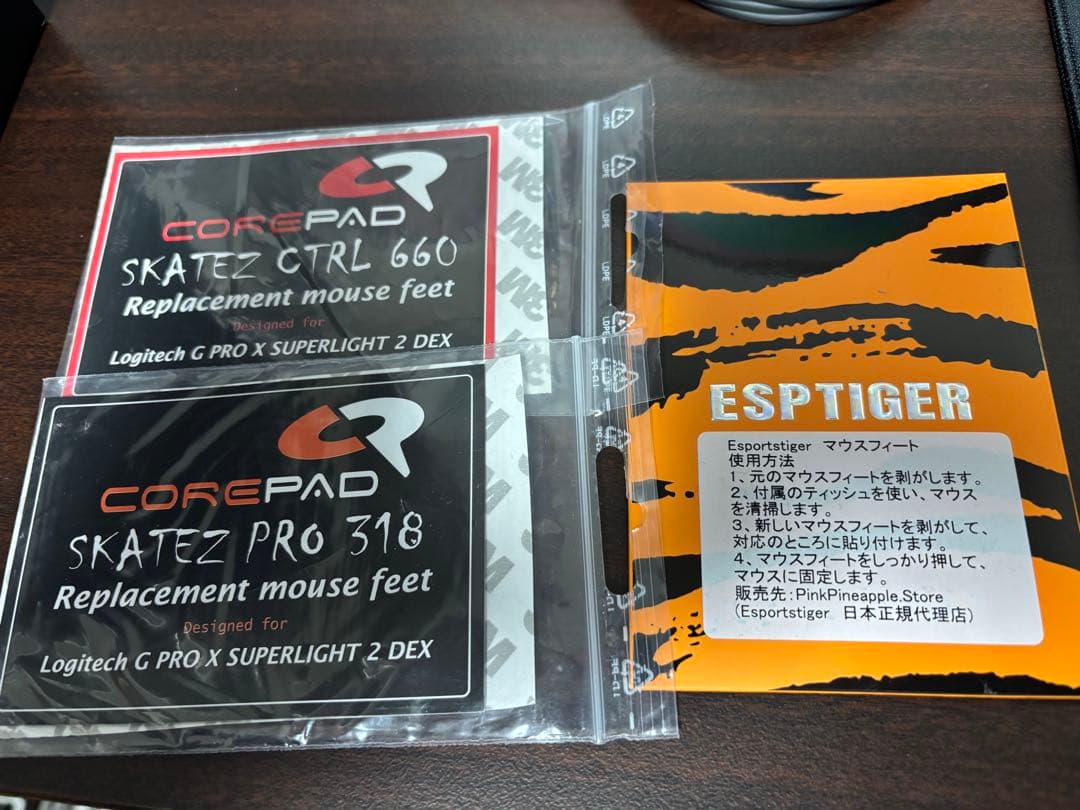 COREPAD
SKATEZ CTRL 660
Replacement mouse feet
Designed for
Logitech G PRO X SUPERLIGHT 2 DEX
COREPAD
SKATEZ PRO 318
Replacement mouse feet
Designed for
Logitech G PRO X SUPERLIGHT 2 DEX
3M
LDPE
LDPE
LDPE
LDPE
LDPE
ESPTIGER
Esportstiger マウスフィート
使用方法
1、元のマウスフィートを剥がします。
2、付属のティッシュを使い、マウス
を清掃します。
3、新しいマウスフィートを剥がして、
対応のところに貼り付けます。
4、マウスフィートをしっかり押して、
マウスに固定します。
販売先:PinkPineapple.Store
(Esportstiger 日本正規代理店)